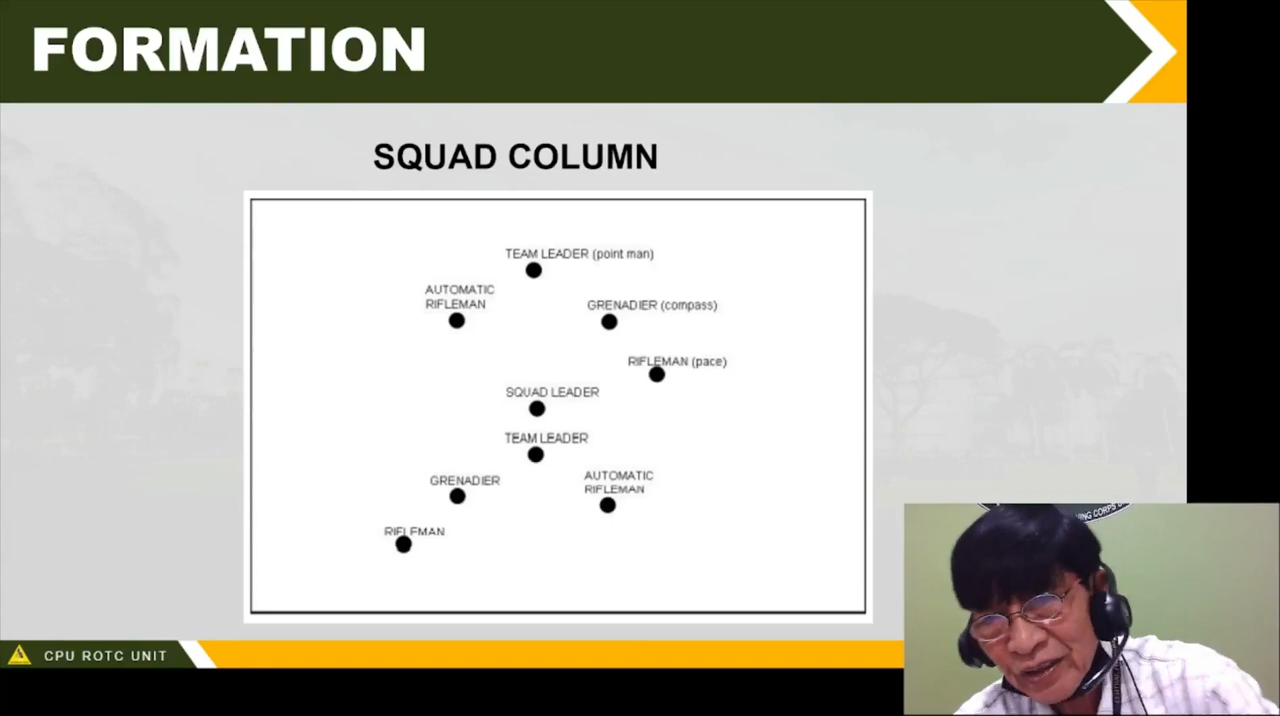 FORMATION
SQUAD COLUMN
TEAM LEADER (point man)
AUTOMATIC
RIFLEMAN
GRENADIER (compass)
RIFLEMAN (pace)
SQUAD LEADER
TEAM LEADER
GRENADIER
AUTOMATIC
RIFLEMAN
RIFLEMAN
CPU ROTC UNIT
CORPS